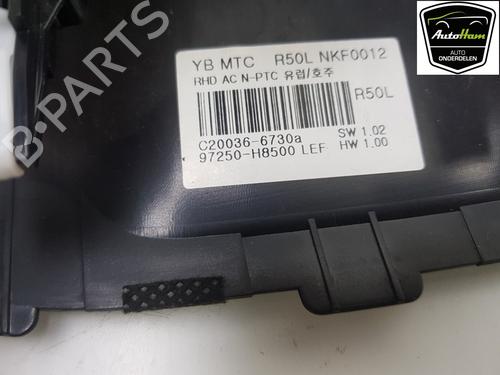 YB MTC R50L NKF0012
RHD AC N-PTC 유럽/호주
R50L
C20036-6730a SW 1.02
97250-H8500 LEF HW 1.00
B-PARTS
AutoHam
AUTO
ONDERDELEN